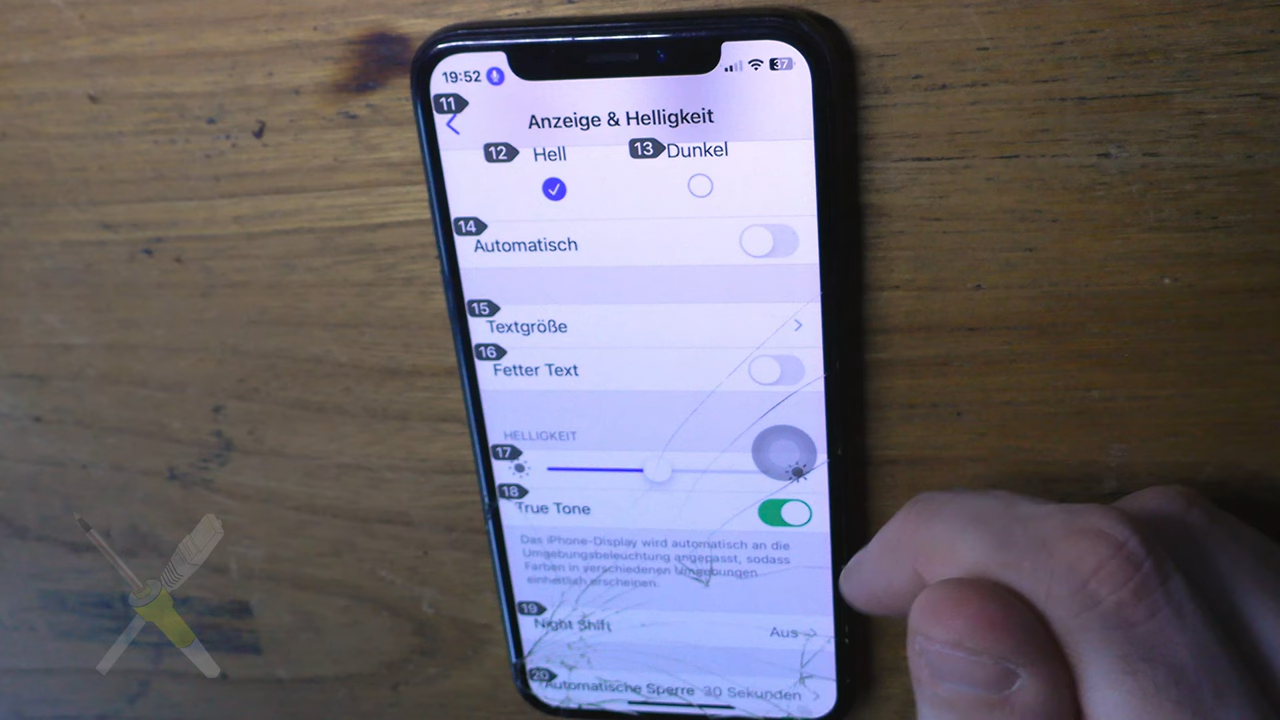 19:52 37
11
Anzeige & Helligkeit
12 Hell 13 Dunkel
14
Automatisch
15
Textgröße
16
Fetter Text
HELLIGKEIT
17
18
True Tone
Das iPhone-Display wird automatisch an die
Umgebungsbeleuchtung angepasst, sodass
Farben in verschiedenen Umgebungen
einheitlich erscheinen.
19
Night Shift Aus
20
Automatische Sperre 30 Sekunden